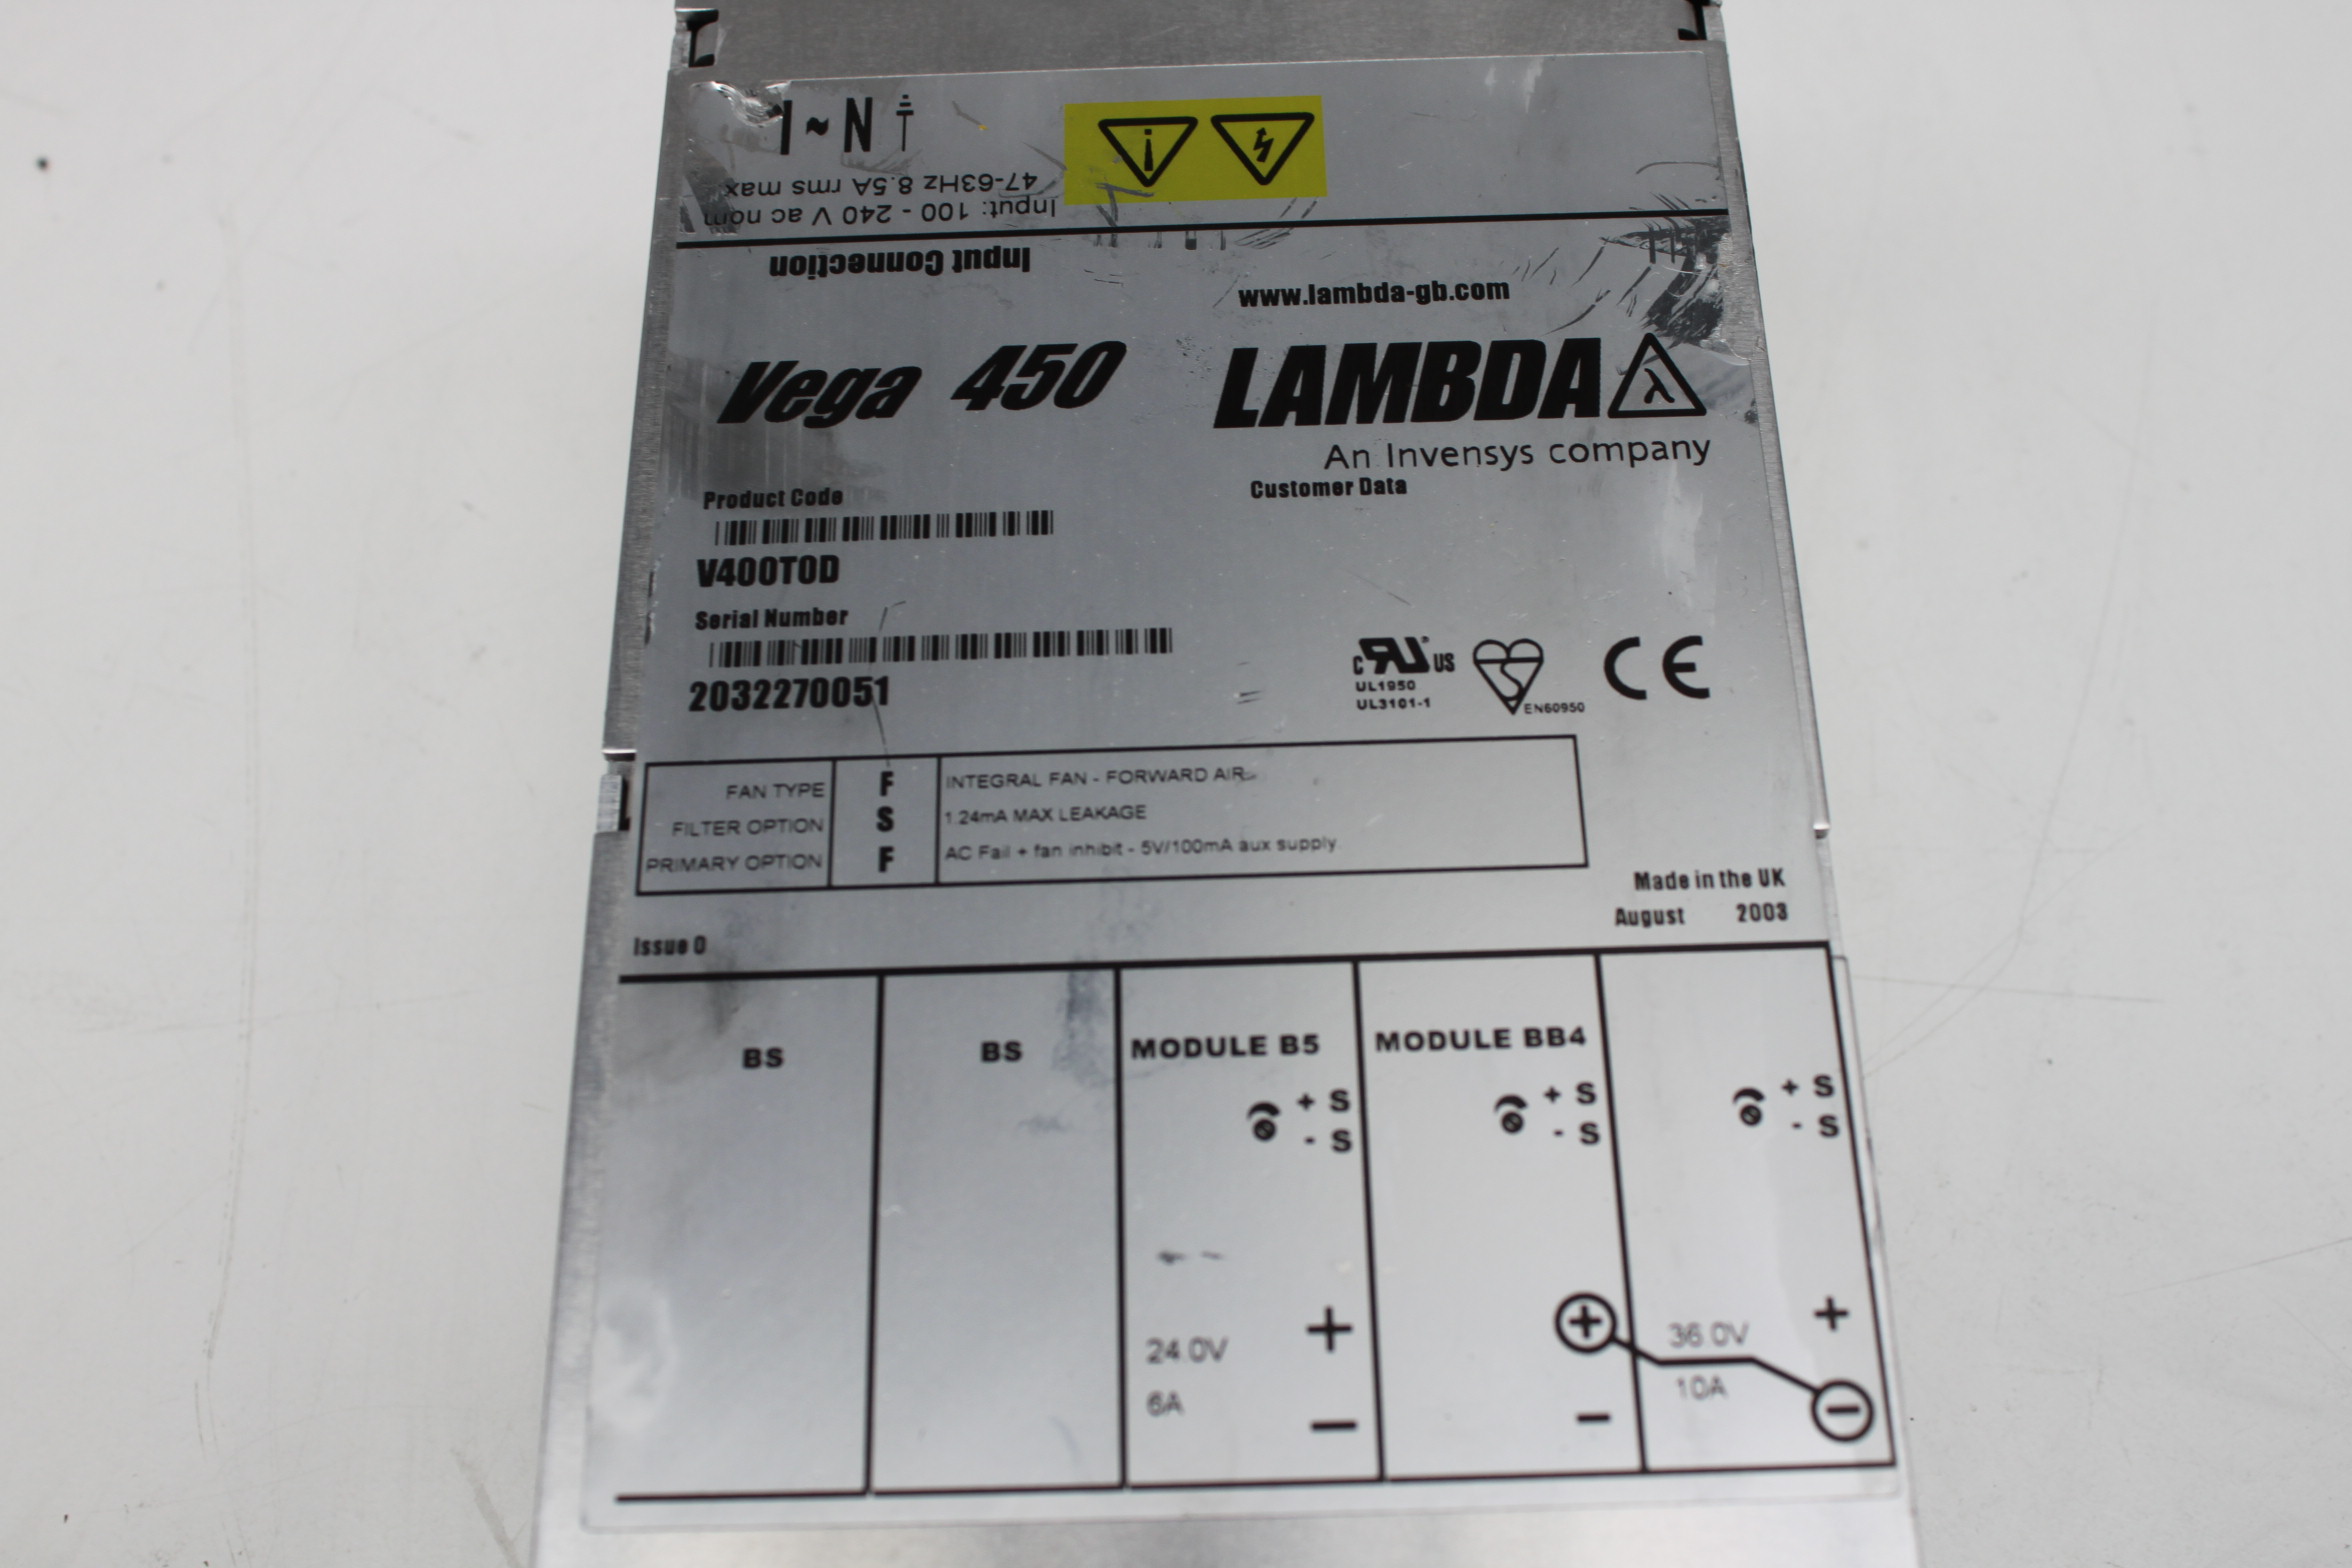 ~ N
47-63Hz 8.5A rms max
Input: 100 - 240 V ac nom
Input Connection
www.lambda-gb.com
Vega 450
LAMBDA λ
An Invensys company
Product Code
Customer Data
V400T0D
Serial Number
2032270051
C RU US
UL1950
UL3101-1
EN60950
CE
FAN TYPE F INTEGRAL FAN - FORWARD AIR
FILTER OPTION S 1.24mA MAX LEAKAGE
PRIMARY OPTION F AC Fail + fan inhibit - 5V/100mA aux supply.
Made in the UK
August 2003
Issue 0
BS
BS
MODULE B5
+ S
- S
24.0V
6A
+
-
MODULE BB4
+ S
- S
+
-
+ S
- S
36.0V
10A
+
-